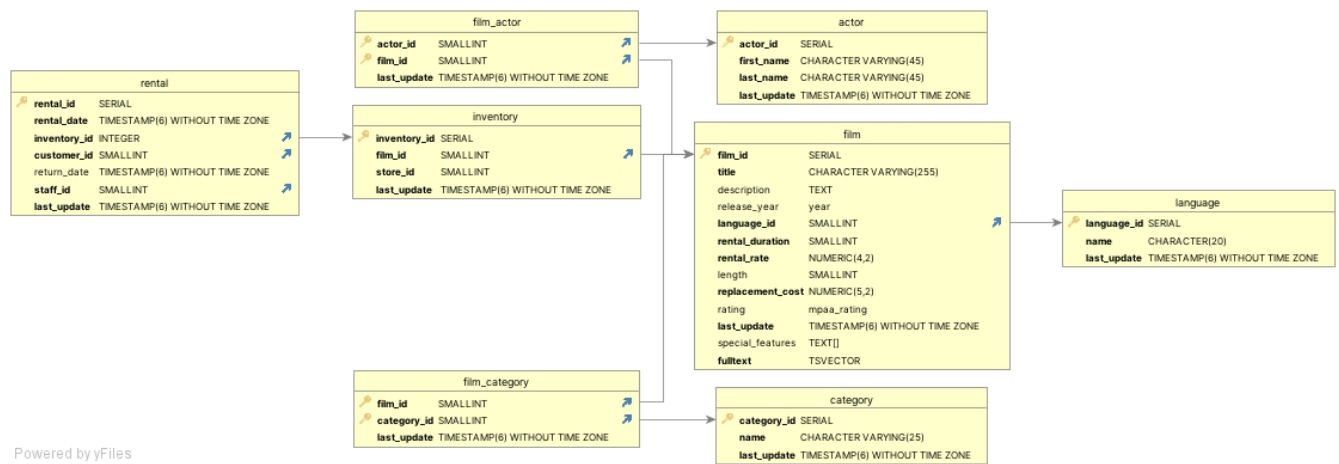 film_actor
actor_id SMALLINT
film_id SMALLINT
last_update TIMESTAMP(6) WITHOUT TIME ZONE
actor
actor_id SERIAL
first_name CHARACTER VARYING(45)
last_name CHARACTER VARYING(45)
last_update TIMESTAMP(6) WITHOUT TIME ZONE
rental
rental_id SERIAL
rental_date TIMESTAMP(6) WITHOUT TIME ZONE
inventory_id INTEGER
customer_id SMALLINT
return_date TIMESTAMP(6) WITHOUT TIME ZONE
staff_id SMALLINT
last_update TIMESTAMP(6) WITHOUT TIME ZONE
inventory
inventory_id SERIAL
film_id SMALLINT
store_id SMALLINT
last_update TIMESTAMP(6) WITHOUT TIME ZONE
film
film_id SERIAL
title CHARACTER VARYING(255)
description TEXT
release_year year
language_id SMALLINT
rental_duration SMALLINT
rental_rate NUMERIC(4,2)
length SMALLINT
replacement_cost NUMERIC(5,2)
rating mpaa_rating
last_update TIMESTAMP(6) WITHOUT TIME ZONE
special_features TEXT[]
fulltext TSVECTOR
language
language_id SERIAL
name CHARACTER(20)
last_update TIMESTAMP(6) WITHOUT TIME ZONE
film_category
film_id SMALLINT
category_id SMALLINT
last_update TIMESTAMP(6) WITHOUT TIME ZONE
category
category_id SERIAL
name CHARACTER VARYING(25)
last_update TIMESTAMP(6) WITHOUT TIME ZONE
Powered by yFiles